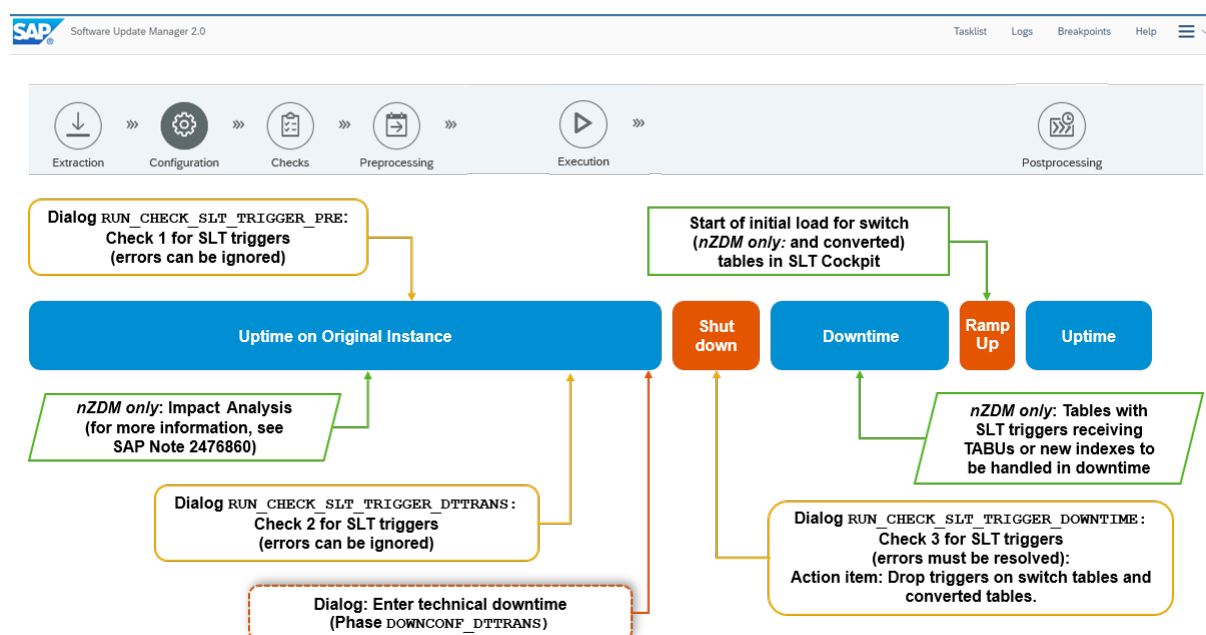 SAP
Software Update Manager 2.0
Tasklist Logs Breakpoints Help
Extraction
Configuration
Checks
Preprocessing
Execution
Postprocessing
Dialog RUN_CHECK_SLT_TRIGGER_PRE:
Check 1 for SLT triggers
(errors can be ignored)
Start of initial load for switch
(nZDM only: and converted)
tables in SLT Cockpit
Uptime on Original Instance
Shut
down
Downtime
Ramp
Up
Uptime
nZDM only: Impact Analysis
(for more information, see
SAP Note 2476860)
nZDM only: Tables with
SLT triggers receiving
TABUs or new indexes to
be handled in downtime
Dialog RUN_CHECK_SLT_TRIGGER_DTTRANS:
Check 2 for SLT triggers
(errors can be ignored)
Dialog RUN_CHECK_SLT_TRIGGER_DOWNTIME:
Check 3 for SLT triggers
(errors must be resolved):
Action item: Drop triggers on switch tables and
converted tables.
Dialog: Enter technical downtime
(Phase DOWNCONF_DTTRANS)